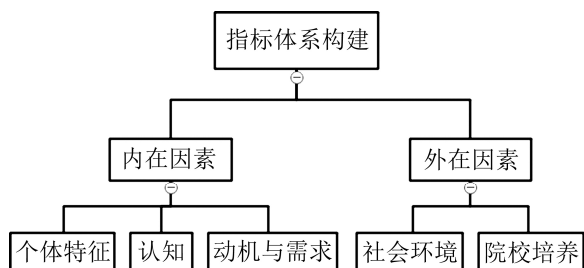 指标体系构建
内在因素
外在因素
个体特征
认知
动机与需求
社会环境
院校培养